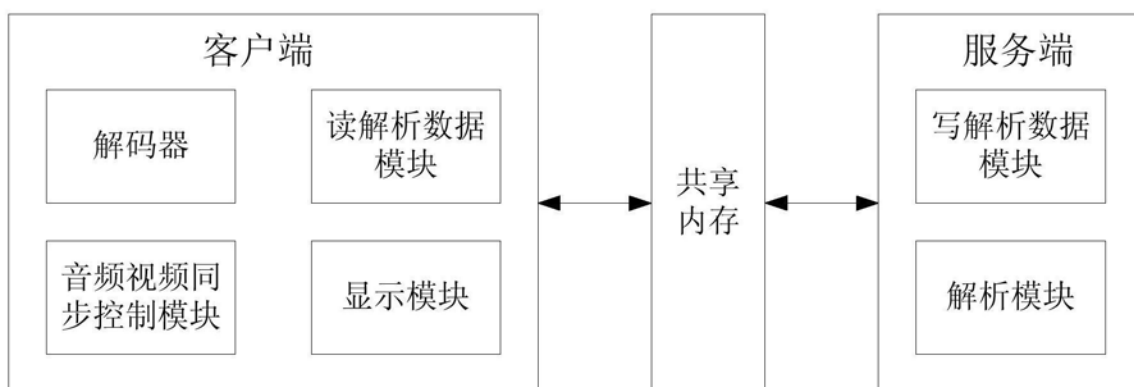 客户端
解码器
读解析数据
模块
音频视频同
步控制模块
显示模块
共享
内存
服务端
写解析数据
模块
解析模块